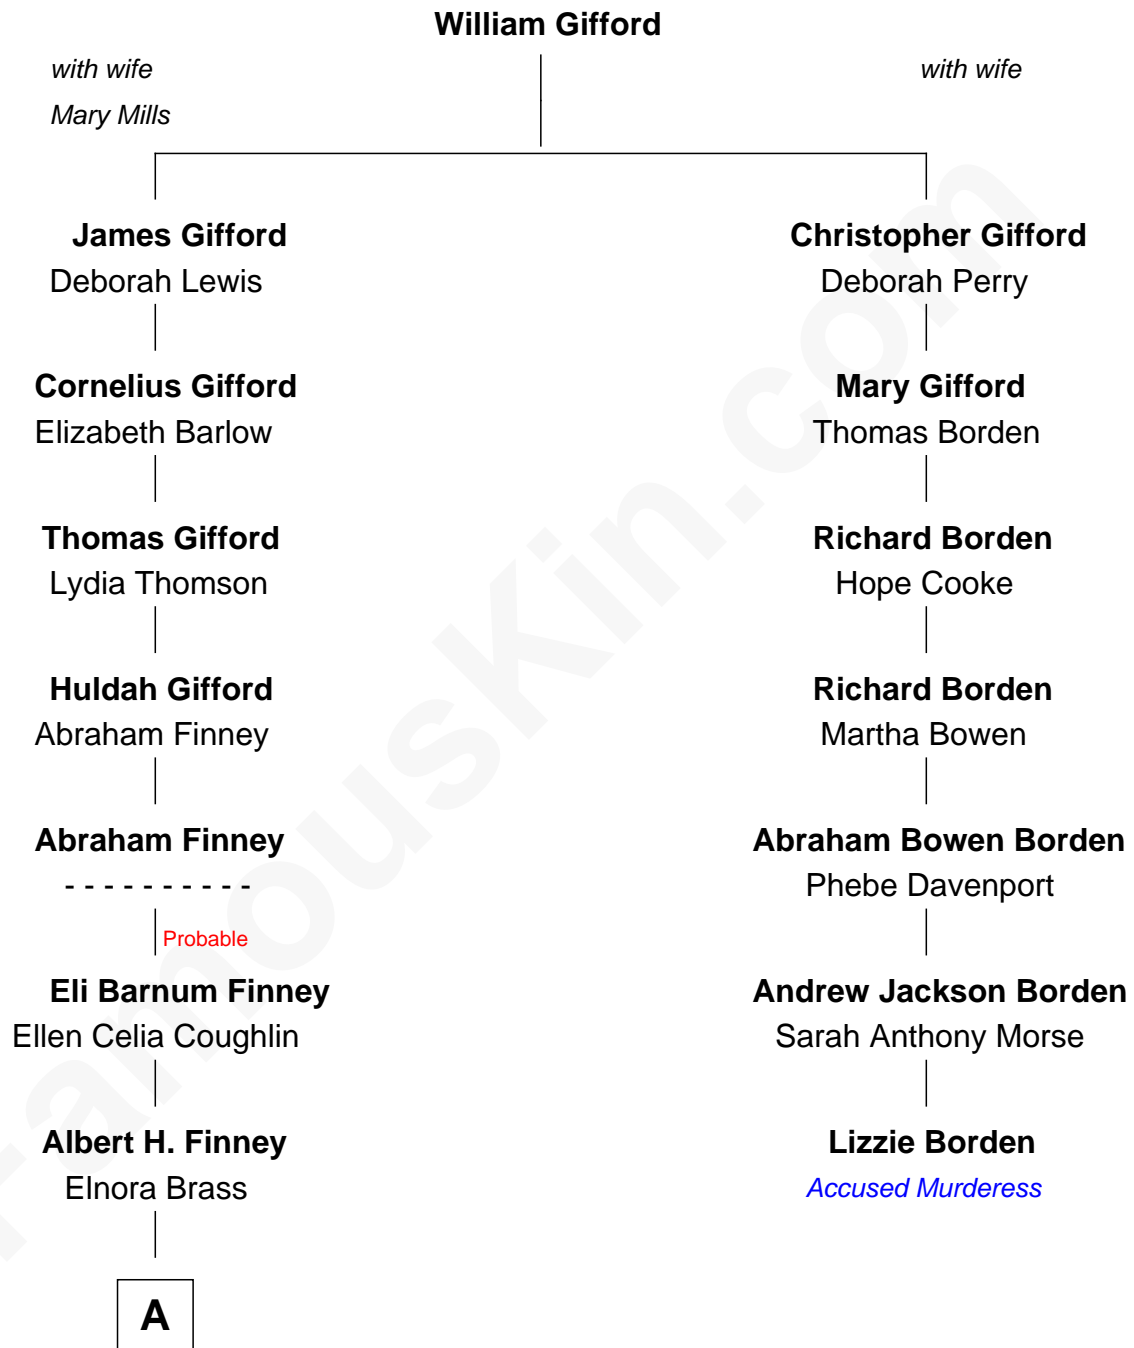 William Gifford
with wife
Mary Mills
with wife
James Gifford
Deborah Lewis
Christopher Gifford
Deborah Perry
Cornelius Gifford
Elizabeth Barlow
Mary Gifford
Thomas Borden
Thomas Gifford
Lydia Thomson
Richard Borden
Hope Cooke
Huldah Gifford
Abraham Finney
Richard Borden
Martha Bowen
Abraham Finney
- - - - - - - - - -
Abraham Bowen Borden
Phebe Davenport
Probable
Eli Barnum Finney
Ellen Celia Coughlin
Andrew Jackson Borden
Sarah Anthony Morse
Albert H. Finney
Elnora Brass
Lizzie Borden
Accused Murderess
A
FamousKin.com